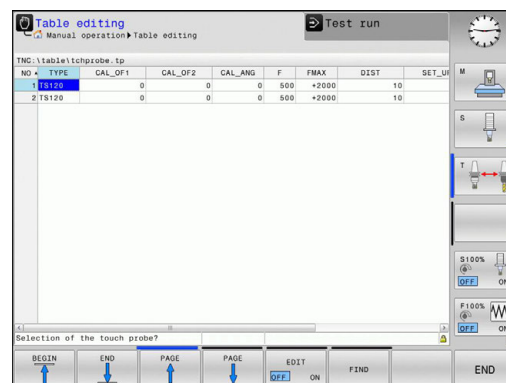 Table editing
Manual operation Table editing
Test run
TNC:\table\tchprobe.tp
NO TYPE CAL_OF1 CAL_OF2 CAL_ANG F FMAX DIST SET_U
1 TS120 0 0 0 500 +2000 10
2 TS120 0 0 0 500 +2000 10
Selection of the touch probe?
M
S
T
S100%
OFF ON
F100%
OFF ON
BEGIN
END
PAGE
PAGE
EDIT
OFF ON
FIND
END